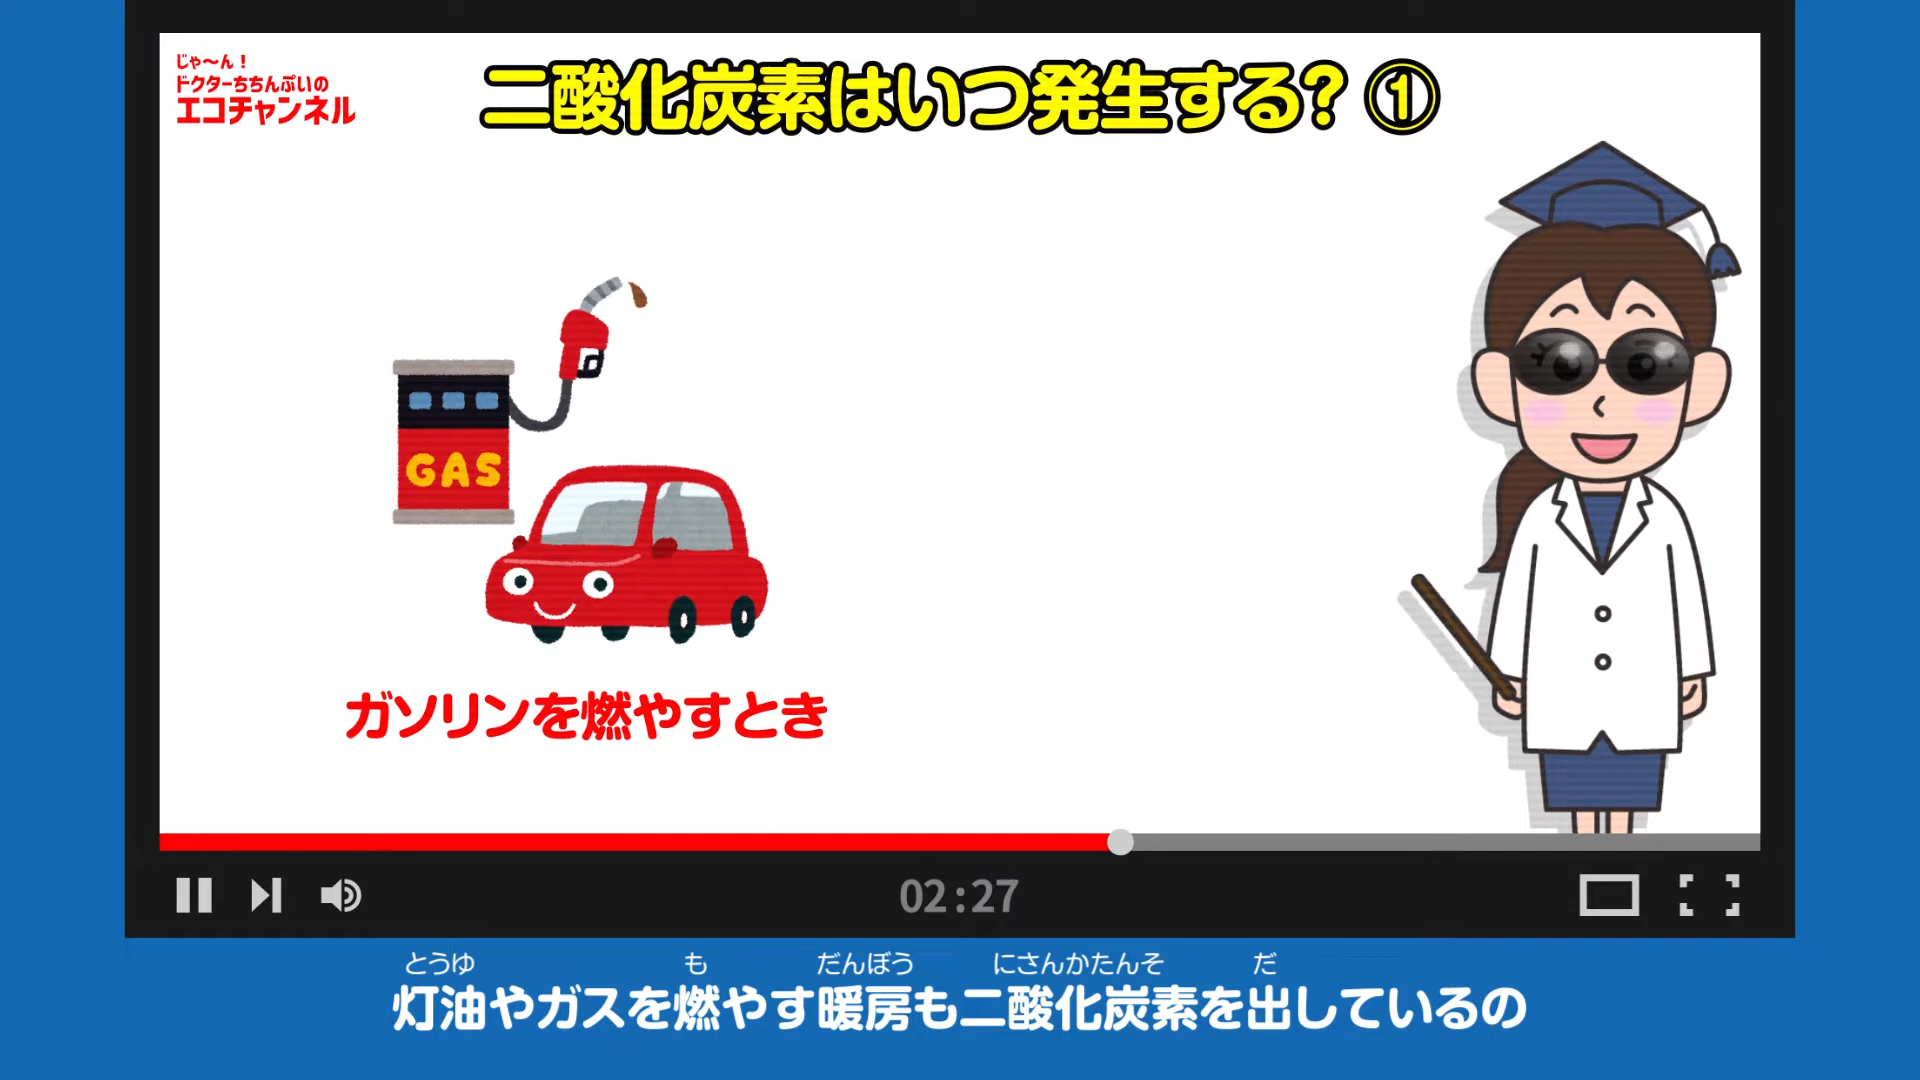 じゃ〜ん！
ドクターちちんぷいの
エコチャンネル
二酸化炭素はいつ発生する？①
GAS
ガソリンを燃やすとき
02:27
とうゆ も だんぼう にさんかたんそ だ
灯油やガスを燃やす暖房も二酸化炭素を出しているの